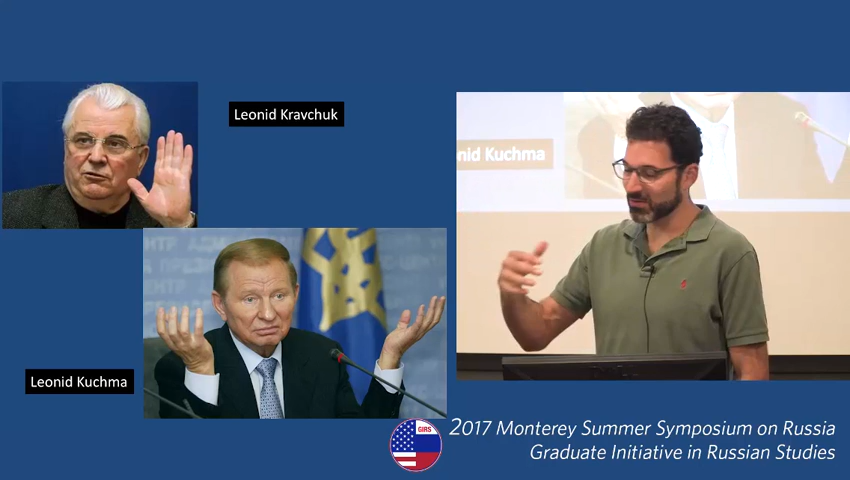 Leonid Kravchuk
nid Kuchma
Leonid Kuchma
GIRS
2017 Monterey Summer Symposium on Russia
Graduate Initiative in Russian Studies